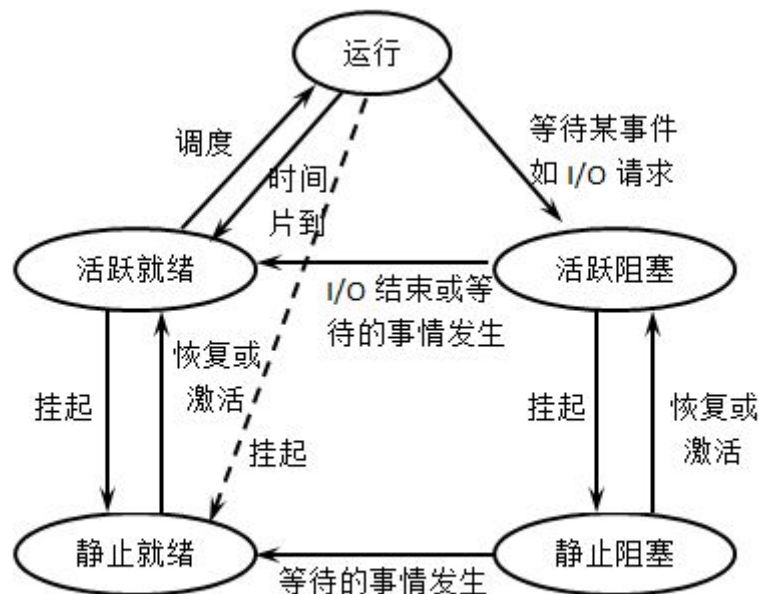 运行
调度
等待某事件
如 I/O 请求
时间
片到
活跃就绪
活跃阻塞
I/O 结束或等
待的事情发生
恢复或
激活
挂起
挂起
挂起
恢复或
激活
静止就绪
静止阻塞
等待的事情发生